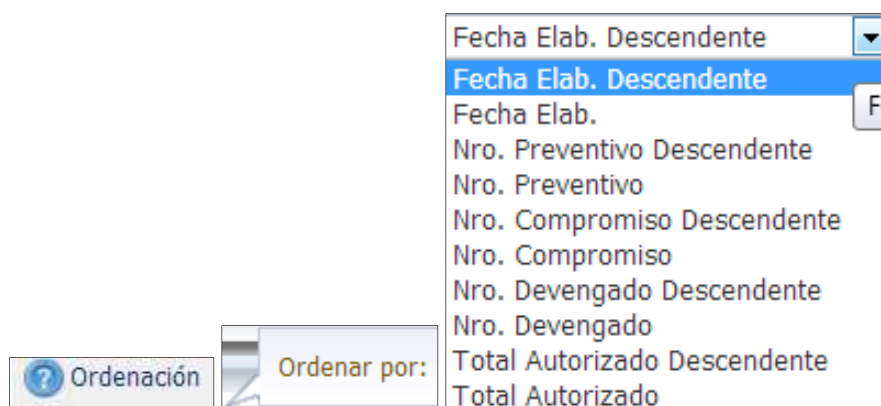 Fecha Elab. Descendente
Fecha Elab. Descendente
F
Fecha Elab.
Nro. Preventivo Descendente
Nro. Preventivo
Nro. Compromiso Descendente
Nro. Compromiso
Nro. Devengado Descendente
Nro. Devengado
Total Autorizado Descendente
Total Autorizado
Ordenar por:
Ordenación